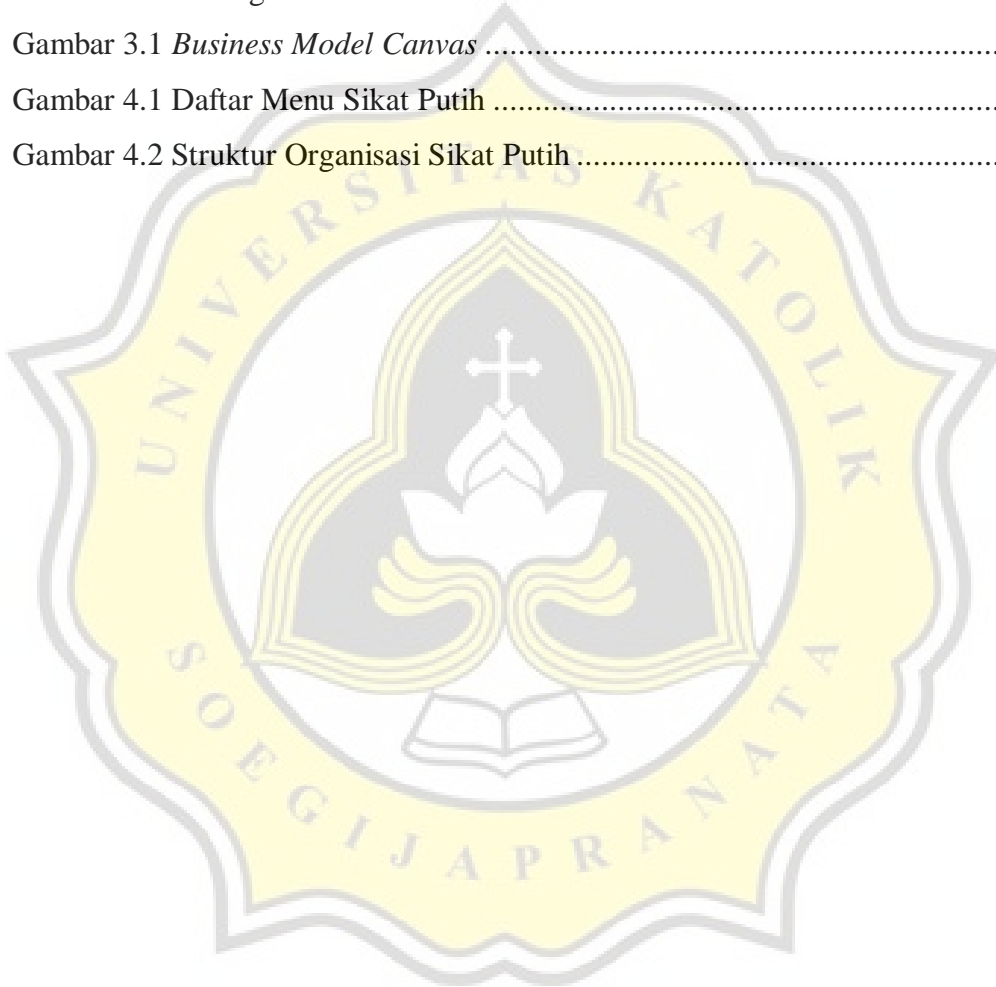 Gambar 3.1 Business Model Canvas ..............................................................
Gambar 4.1 Daftar Menu Sikat Putih .............................................................
Gambar 4.2 Struktur Organisasi Sikat Putih ...................................................
UNIVERSITAS KATOLIK
SOEGIJAPRANATA